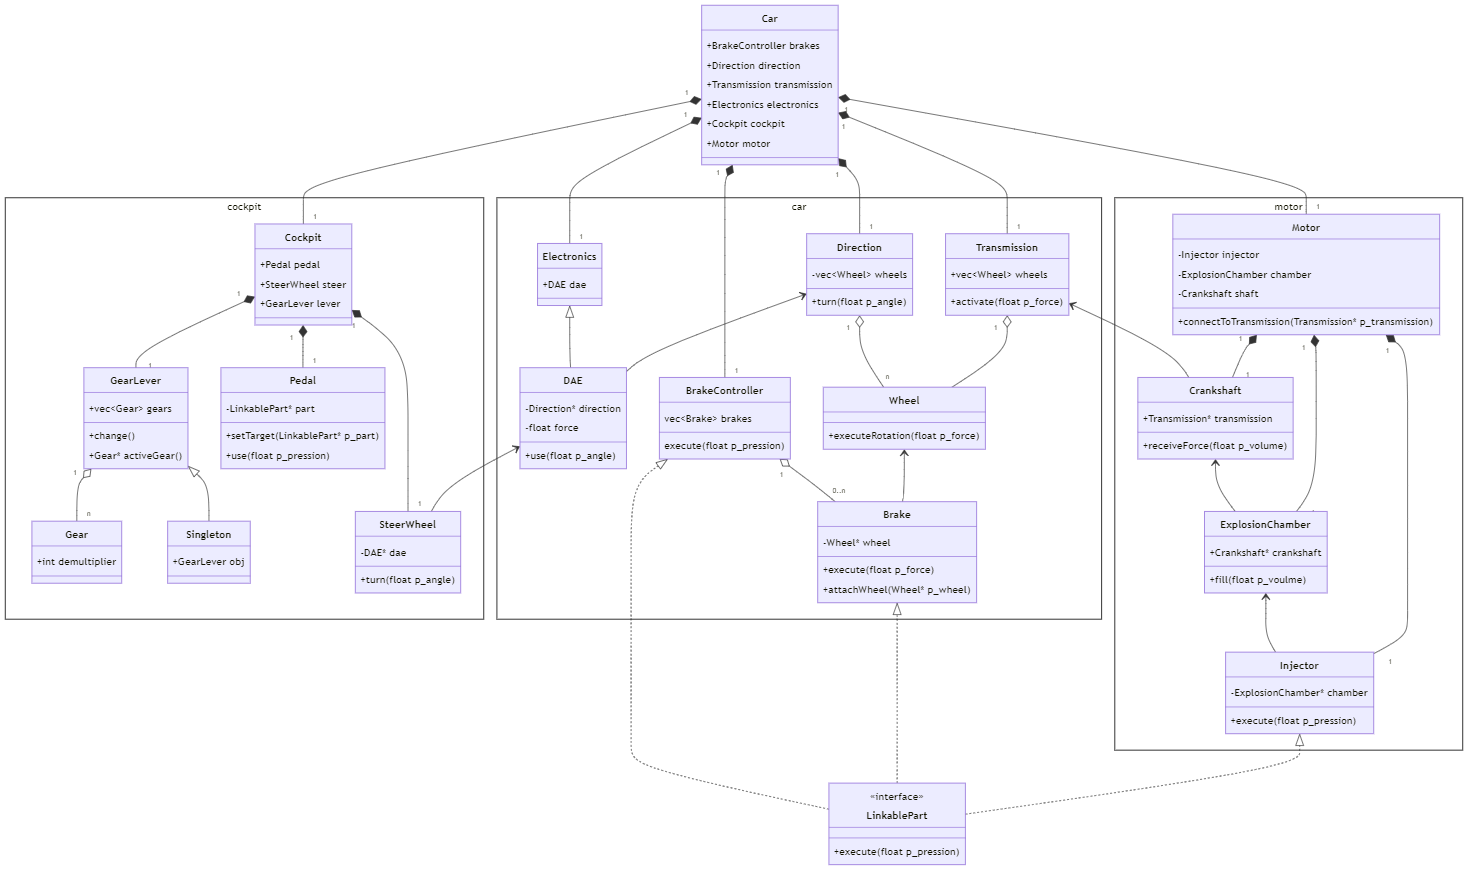 Car
+BrakeController brakes
+Direction direction
+Transmission transmission
+Electronics electronics
+Cockpit cockpit
+Motor motor
1
1
1
1
1
1
cockpit
1
Cockpit
+Pedal pedal
+SteerWheel steer
+GearLever lever
1
1
1
1
GearLever
+vec<Gear> gears
+change()
+Gear* activeGear()
1
Pedal
-LinkablePart* part
+setTarget(LinkablePart* p_part)
+use(float p_pression)
1
n
Gear
+int demultiplier
Singleton
+GearLever obj
1
SteerWheel
-DAE* dae
+turn(float p_angle)
car
1
Electronics
+DAE dae
1
Direction
-vec<Wheel> wheels
+turn(float p_angle)
1
Transmission
+vec<Wheel> wheels
+activate(float p_force)
1
1
n
DAE
-Direction* direction
-float force
+use(float p_angle)
1
BrakeController
vec<Brake> brakes
execute(float p_pression)
1
0..n
Wheel
+executeRotation(float p_force)
Brake
-Wheel* wheel
+execute(float p_force)
+attachWheel(Wheel* p_wheel)
motor
1
Motor
-Injector injector
-ExplosionChamber chamber
-Crankshaft shaft
+connectToTransmission(Transmission* p_transmission)
1
1
1
1
Crankshaft
+Transmission* transmission
+receiveForce(float p_volume)
ExplosionChamber
+Crankshaft* crankshaft
+fill(float p_voulme)
1
Injector
-ExplosionChamber* chamber
+execute(float p_pression)
«interface»
LinkablePart
+execute(float p_pression)